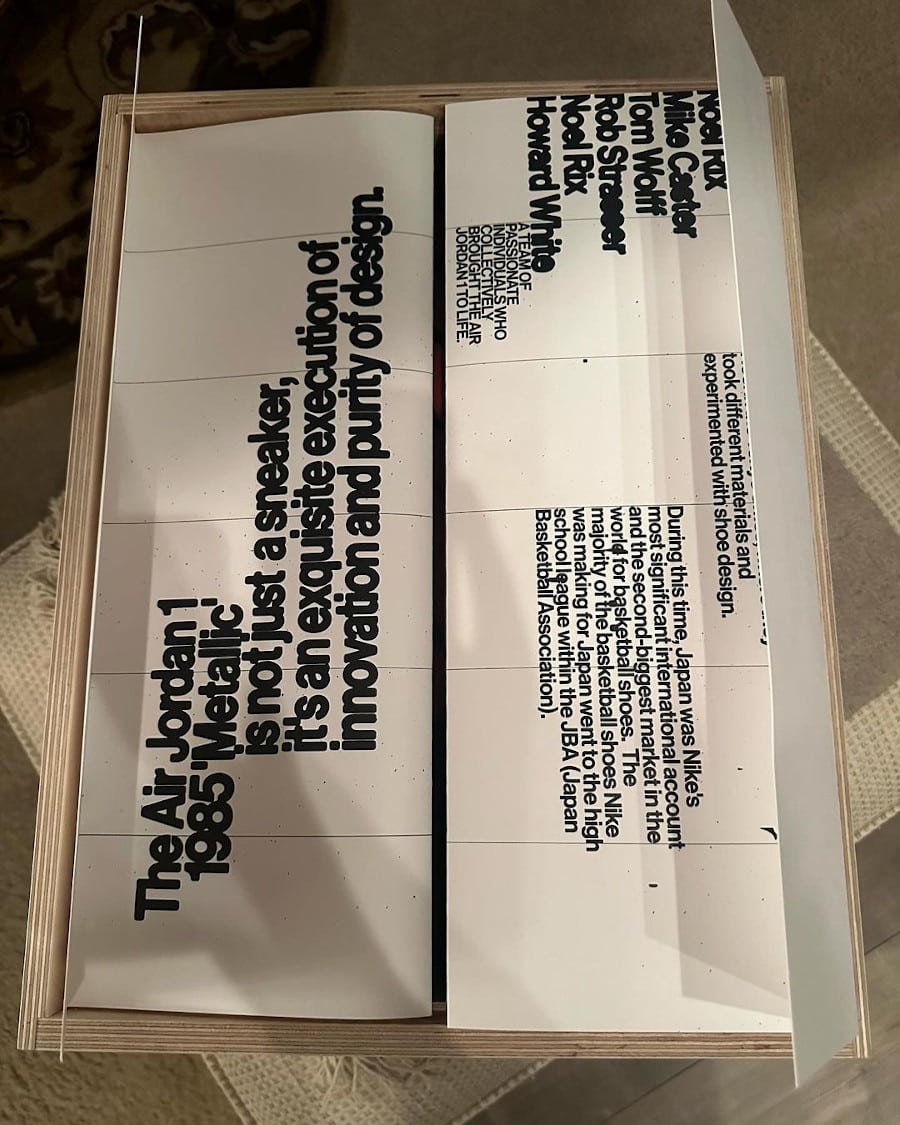 The Air Jordan 1
1985 'Metallic'
is not just a sneaker,
it's an exquisite execution of
innovation and purity of design.
Noel Rix
Mike Caster
Tom Wolff
Rob Strasser
Noel Rix
Howard White
A TEAM OF
PASSIONATE
INDIVIDUALS WHO
COLLECTIVELY
BROUGHT THE AIR
JORDAN 1 TO LIFE.
took different materials and
experimented with shoe design.
During this time, Japan was Nike's
most significant international account
and the second-biggest market in the
world for basketball shoes. The
majority of the basketball shoes Nike
was making for Japan went to the high
school league within the JBA (Japan
Basketball Association).